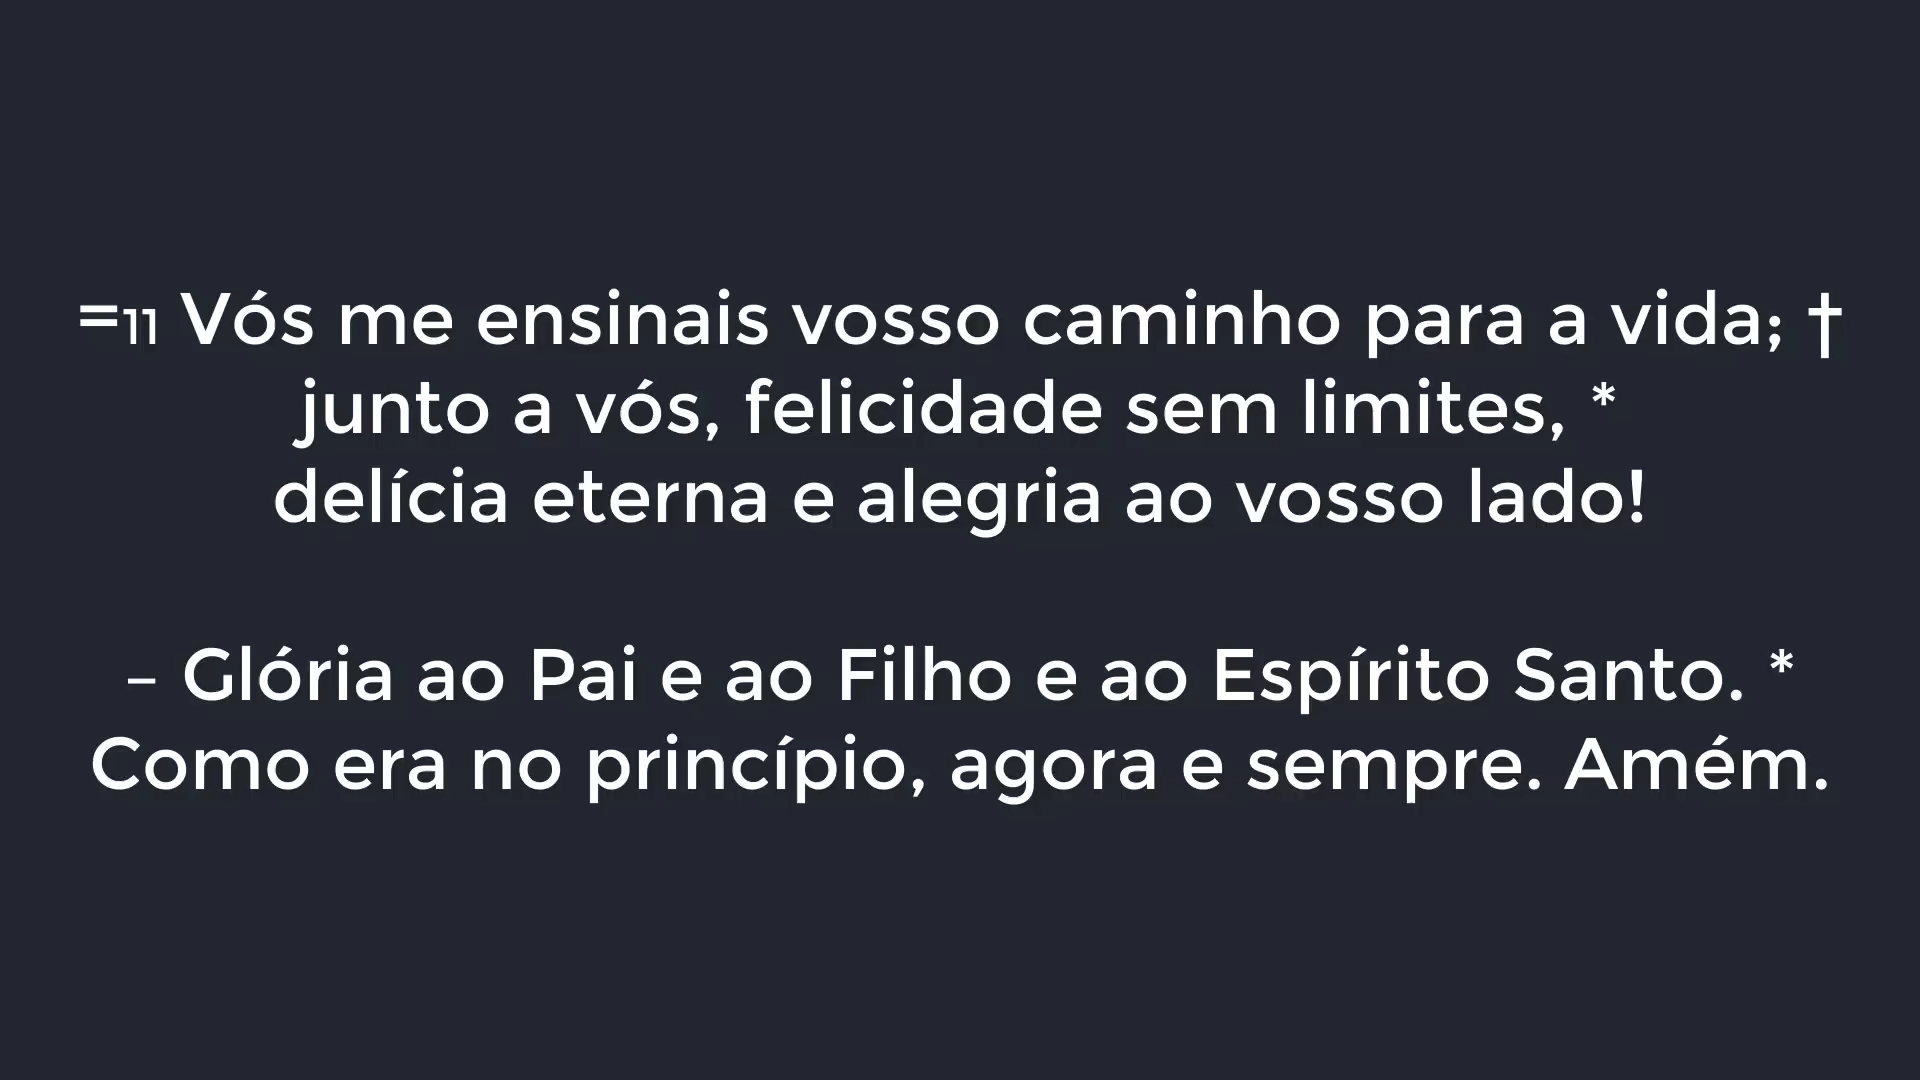 =11 Vós me ensinais vosso caminho para a vida; †
junto a vós, felicidade sem limites, *
delícia eterna e alegria ao vosso lado!
– Glória ao Pai e ao Filho e ao Espírito Santo. *
Como era no princípio, agora e sempre. Amém.